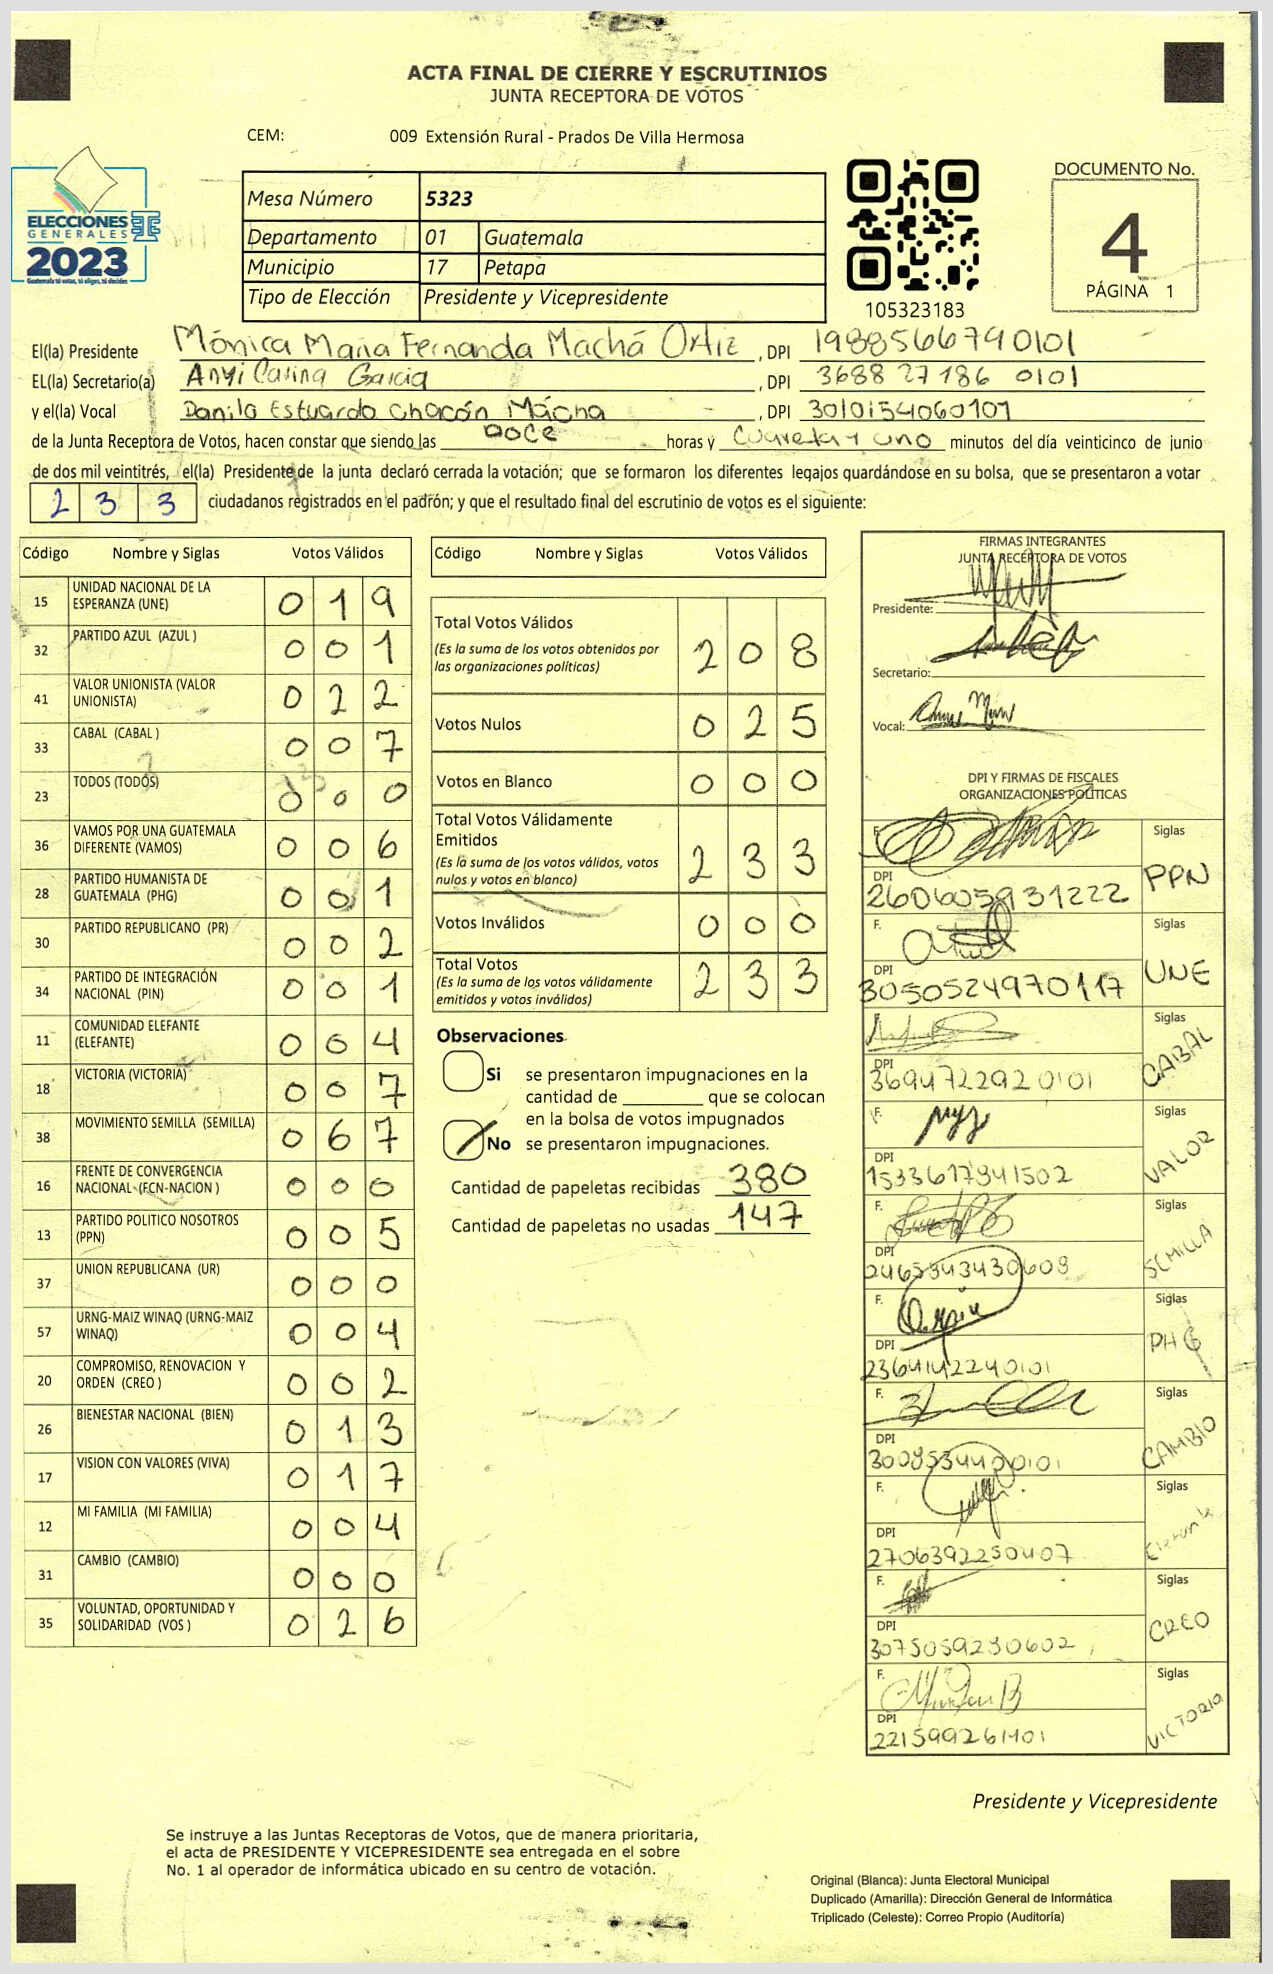 ACTA FINAL DE CIERRE Y ESCRUTINIOS
JUNTA RECEPTORA DE VOTOS
CEM: 009 Extensión Rural - Prados De Villa Hermosa
ELECCIONES
GENERALES
2023
Guatemala tú votas, tú eliges, tú decides
Mesa Número 5323
Departamento 01 Guatemala
Municipio 17 Petapa
Tipo de Elección Presidente y Vicepresidente
105323183
DOCUMENTO No.
4
PÁGINA 1
El(la) Presidente Mónica María Fernanda Machá Ortiz , DPI 1988566790101
EL(la) Secretario(a) Anyi Carina Garcia , DPI 3688 27186 0101
y el(la) Vocal Danilo Estuardo Chacón Mácha , DPI 3010154060101
de la Junta Receptora de Votos, hacen constar que siendo las Doce horas y cuarenta y uno minutos del día veinticinco de junio
de dos mil veintitrés, el(la) Presidente de la junta declaró cerrada la votación; que se formaron los diferentes legajos guardándose en su bolsa, que se presentaron a votar
2 3 3 ciudadanos registrados en el padrón; y que el resultado final del escrutinio de votos es el siguiente:
Código Nombre y Siglas Votos Válidos
15 UNIDAD NACIONAL DE LA ESPERANZA (UNE) 0 1 9
32 PARTIDO AZUL (AZUL ) 0 0 1
41 VALOR UNIONISTA (VALOR UNIONISTA) 0 2 2
33 CABAL (CABAL ) 0 0 7
23 TODOS (TODOS) 0 0 0
36 VAMOS POR UNA GUATEMALA DIFERENTE (VAMOS) 0 0 6
28 PARTIDO HUMANISTA DE GUATEMALA (PHG) 0 0 1
30 PARTIDO REPUBLICANO (PR) 0 0 2
34 PARTIDO DE INTEGRACIÓN NACIONAL (PIN) 0 0 1
11 COMUNIDAD ELEFANTE (ELEFANTE) 0 0 4
18 VICTORIA (VICTORIA) 0 0 7
38 MOVIMIENTO SEMILLA (SEMILLA) 0 6 7
16 FRENTE DE CONVERGENCIA NACIONAL (FCN-NACION ) 0 0 0
13 PARTIDO POLITICO NOSOTROS (PPN) 0 0 5
37 UNION REPUBLICANA (UR) 0 0 0
57 URNG-MAIZ WINAQ (URNG-MAIZ WINAQ) 0 0 4
20 COMPROMISO, RENOVACION Y ORDEN (CREO ) 0 0 2
26 BIENESTAR NACIONAL (BIEN) 0 1 3
17 VISION CON VALORES (VIVA) 0 1 7
12 MI FAMILIA (MI FAMILIA) 0 0 4
31 CAMBIO (CAMBIO) 0 0 0
35 VOLUNTAD, OPORTUNIDAD Y SOLIDARIDAD (VOS ) 0 2 6
Código Nombre y Siglas Votos Válidos
Total Votos Válidos
(Es la suma de los votos obtenidos por
las organizaciones políticas) 2 0 8
Votos Nulos 0 2 5
Votos en Blanco 0 0 0
Total Votos Válidamente
Emitidos
(Es la suma de los votos válidos, votos
nulos y votos en blanco) 2 3 3
Votos Inválidos 0 0 0
Total Votos
(Es la suma de los votos válidamente
emitidos y votos inválidos) 2 3 3
Observaciones
Si se presentaron impugnaciones en la
cantidad de ________ que se colocan
en la bolsa de votos impugnados
No se presentaron impugnaciones.
Cantidad de papeletas recibidas 380
Cantidad de papeletas no usadas 147
FIRMAS INTEGRANTES
JUNTA RECEPTORA DE VOTOS
Presidente:
Secretario:
Vocal:
DPI Y FIRMAS DE FISCALES
ORGANIZACIONES POLÍTICAS
F. Siglas
DPI PPN
260605931222
F. Siglas
DPI UNE
3050524970117
F. Siglas
DPI CABAL
3694722920101
F. Siglas
DPI VALOR
1533617941502
F. Siglas
DPI SEMILLA
2465343430608
F. Siglas
DPI PHG
2364142240101
F. Siglas
DPI CAMBIO
F. Siglas
DPI
2706392250407
F. Siglas
DPI CREO
3075059230602
F. Siglas
DPI VICTORIA
Presidente y Vicepresidente
Se instruye a las Juntas Receptoras de Votos, que de manera prioritaria,
el acta de PRESIDENTE Y VICEPRESIDENTE sea entregada en el sobre
No. 1 al operador de informática ubicado en su centro de votación.
Original (Blanca): Junta Electoral Municipal
Duplicado (Amarilla): Dirección General de Informática
Triplicado (Celeste): Correo Propio (Auditoría)